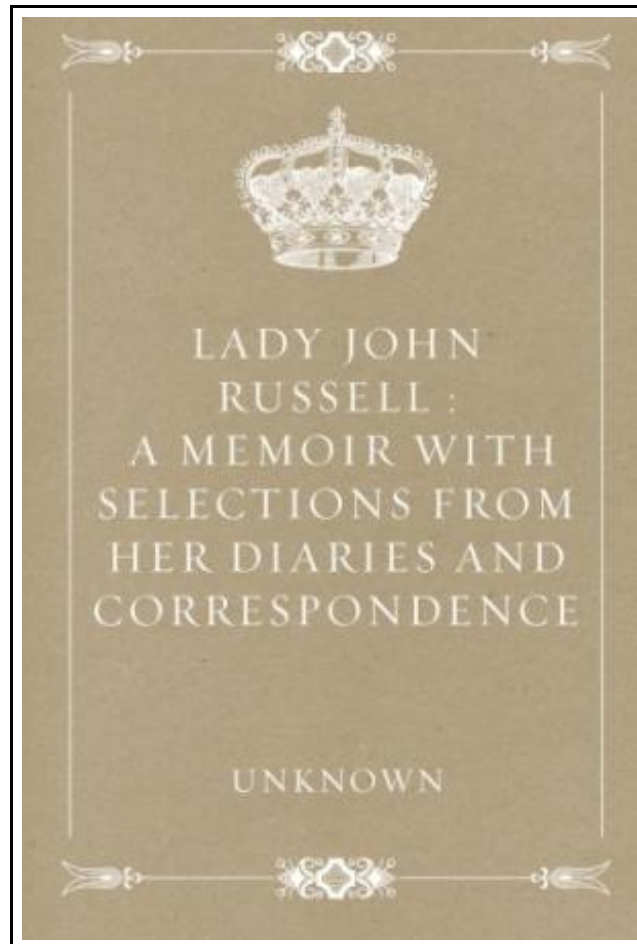 LADY JOHN
RUSSELL :
A MEMOIR WITH
SELECTIONS FROM
HER DIARIES AND
CORRESPONDENCE
UNKNOWN